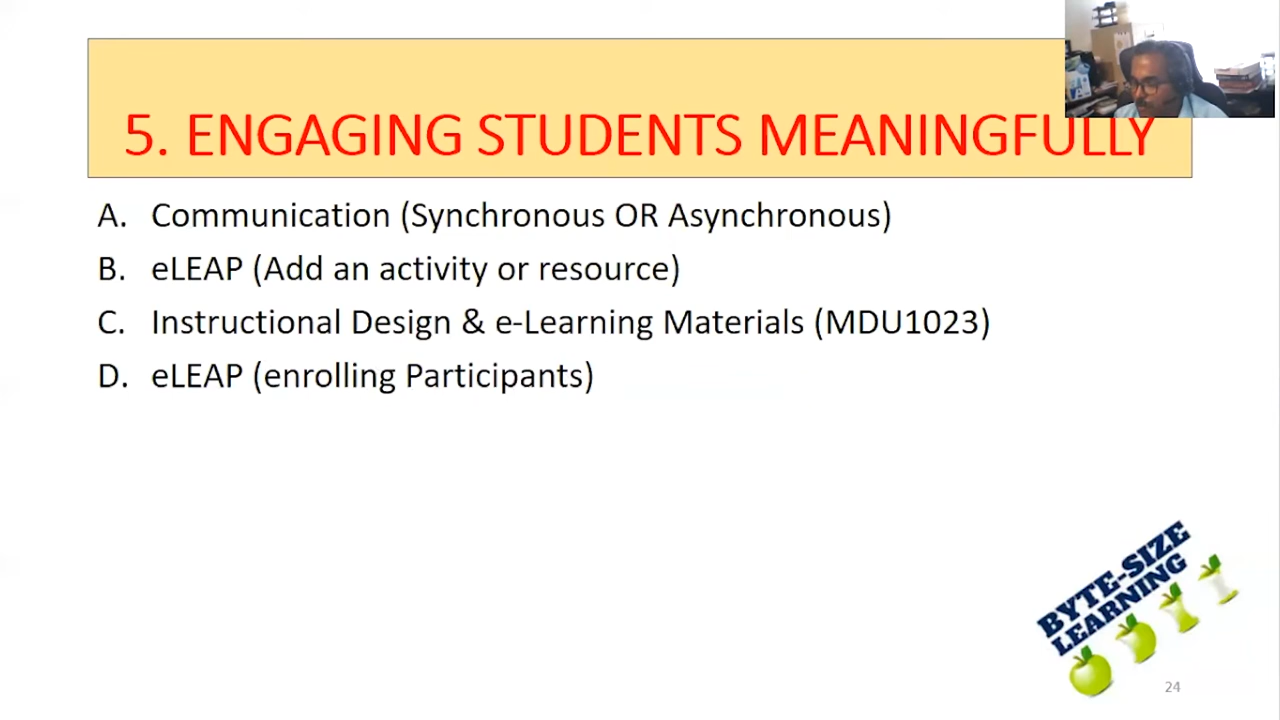 5. ENGAGING STUDENTS MEANINGFULLY
A. Communication (Synchronous OR Asynchronous)
B. eLEAP (Add an activity or resource)
C. Instructional Design & e-Learning Materials (MDU1023)
D. eLEAP (enrolling Participants)
BYTE-SIZE
LEARNING
24